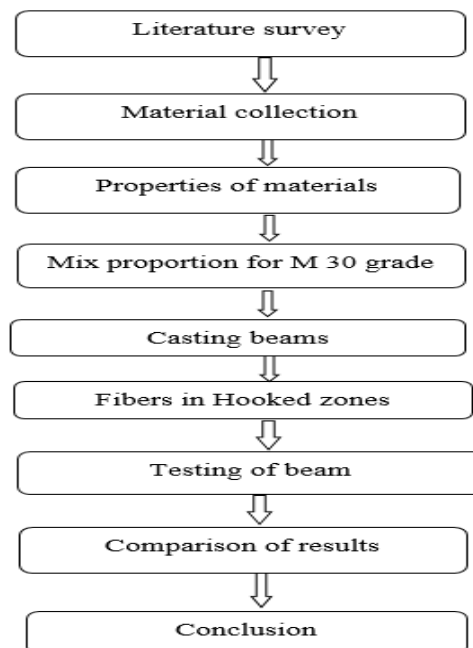 Literature survey
Material collection
Properties of materials
Mix proportion for M 30 grade
Casting beams
Fibers in Hooked zones
Testing of beam
Comparison of results
Conclusion